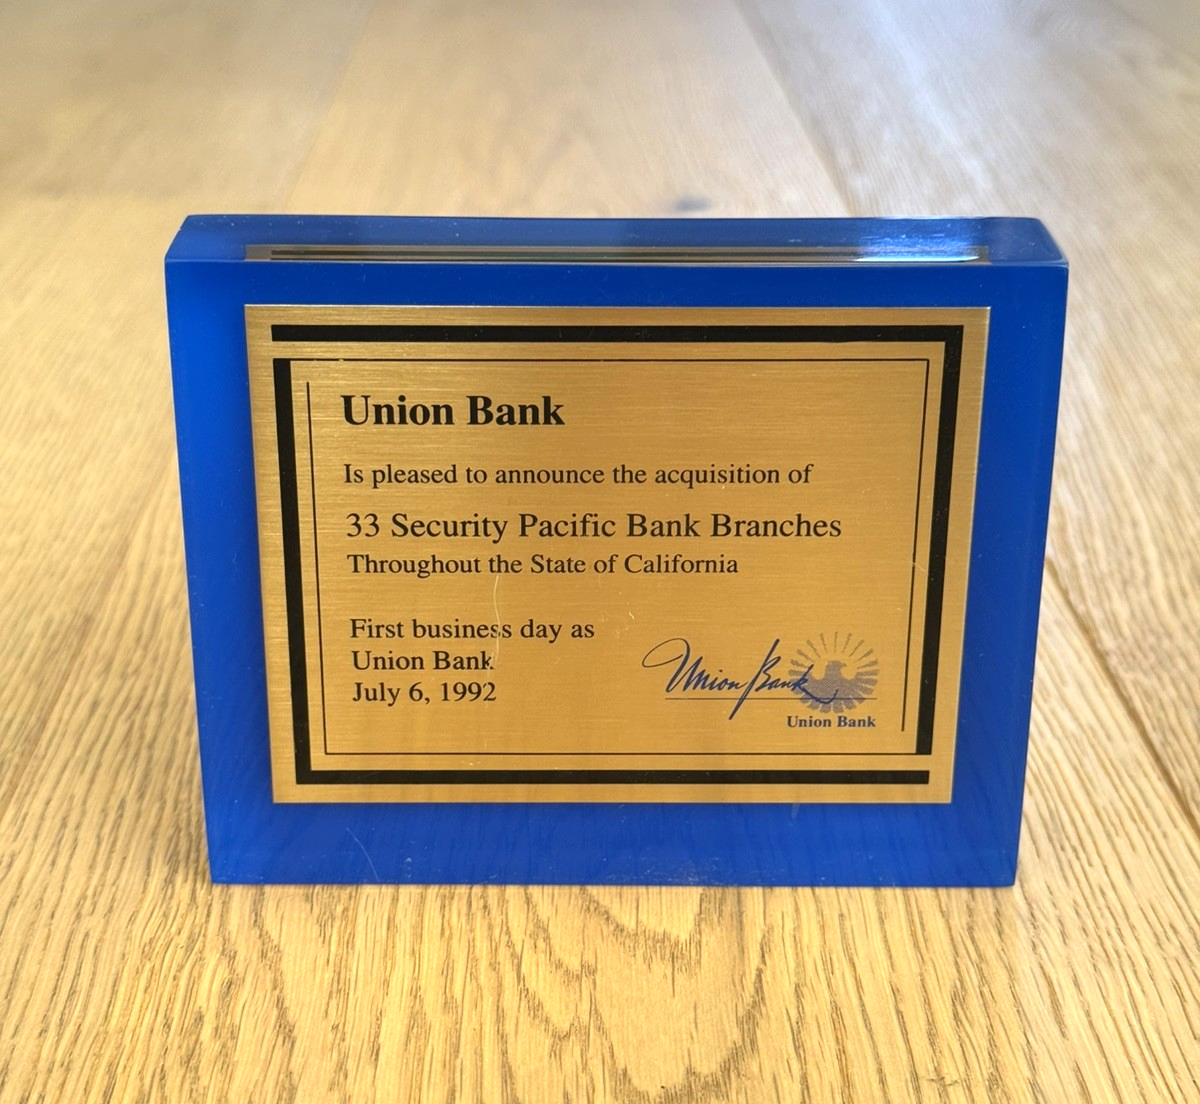 Union Bank
Is pleased to announce the acquisition of
33 Security Pacific Bank Branches
Throughout the State of California
First business day as
Union Bank
July 6, 1992
Union Bank
Union Bank